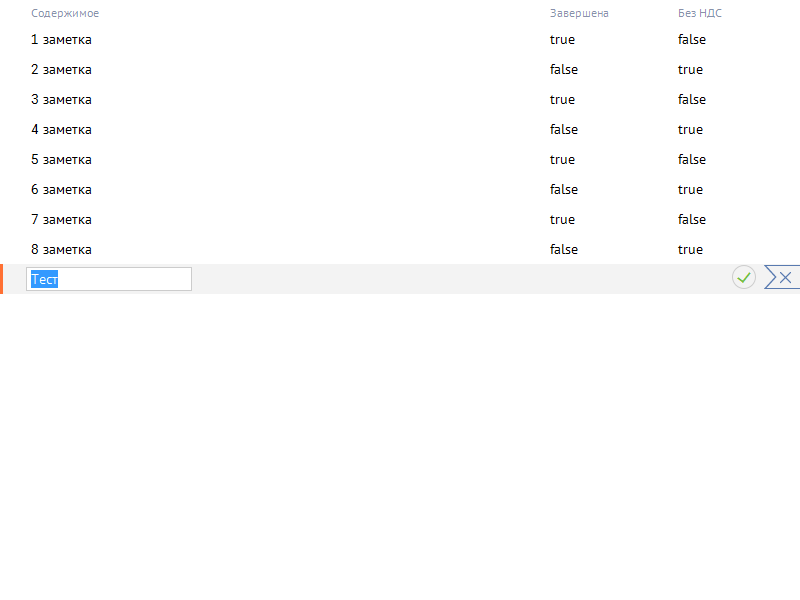 Содержимое Завершена Без НДС
1 заметка true false
2 заметка false true
3 заметка true false
4 заметка false true
5 заметка true false
6 заметка false true
7 заметка true false
8 заметка false true
Тест